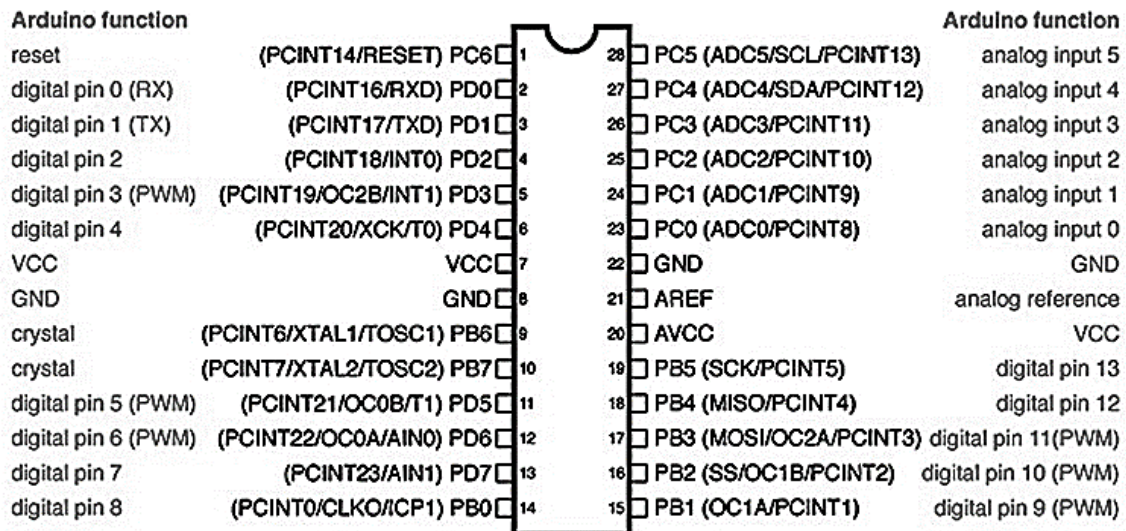 Arduino function Arduino function
reset (PCINT14/RESET) PC6 1 28 PC5 (ADC5/SCL/PCINT13) analog input 5
digital pin 0 (RX) (PCINT16/RXD) PD0 2 27 PC4 (ADC4/SDA/PCINT12) analog input 4
digital pin 1 (TX) (PCINT17/TXD) PD1 3 26 PC3 (ADC3/PCINT11) analog input 3
digital pin 2 (PCINT18/INT0) PD2 4 25 PC2 (ADC2/PCINT10) analog input 2
digital pin 3 (PWM) (PCINT19/OC2B/INT1) PD3 5 24 PC1 (ADC1/PCINT9) analog input 1
digital pin 4 (PCINT20/XCK/T0) PD4 6 23 PC0 (ADC0/PCINT8) analog input 0
VCC VCC 7 22 GND GND
GND GND 8 21 AREF analog reference
crystal (PCINT6/XTAL1/TOSC1) PB6 9 20 AVCC VCC
crystal (PCINT7/XTAL2/TOSC2) PB7 10 19 PB5 (SCK/PCINT5) digital pin 13
digital pin 5 (PWM) (PCINT21/OC0B/T1) PD5 11 18 PB4 (MISO/PCINT4) digital pin 12
digital pin 6 (PWM) (PCINT22/OC0A/AIN0) PD6 12 17 PB3 (MOSI/OC2A/PCINT3) digital pin 11(PWM)
digital pin 7 (PCINT23/AIN1) PD7 13 16 PB2 (SS/OC1B/PCINT2) digital pin 10 (PWM)
digital pin 8 (PCINT0/CLKO/ICP1) PB0 14 15 PB1 (OC1A/PCINT1) digital pin 9 (PWM)